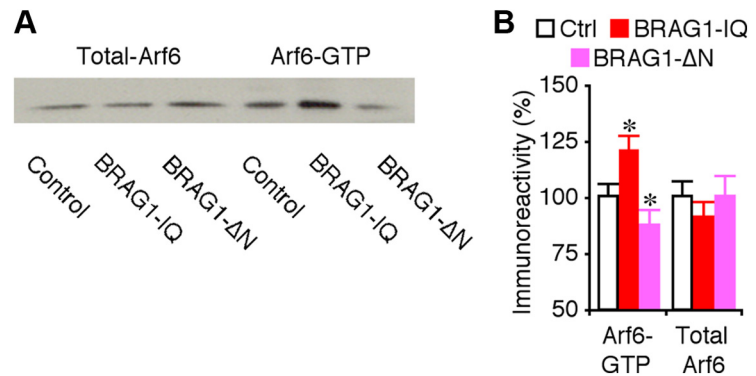 A
Total-Arf6 Arf6-GTP
Control BRAG1-IQ BRAG1-ΔN Control BRAG1-IQ BRAG1-ΔN
B
Ctrl BRAG1-IQ
BRAG1-ΔN
Immunoreactivity (%)
150
125
100
75
50
* *
Arf6-GTP
Total Arf6